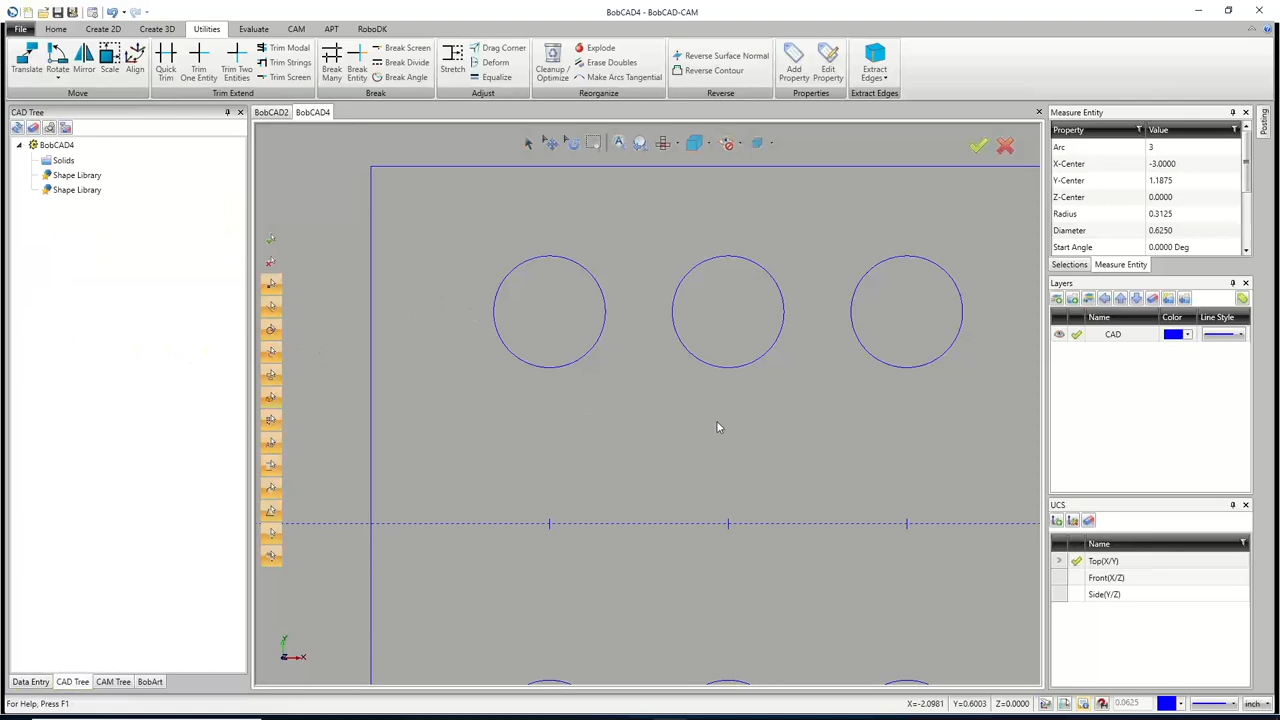 BobCAD4 - BobCAD-CAM
File Home Create 2D Create 3D Utilities Evaluate CAM APT RoboDK
Translate Rotate Mirror Scale Align
Move
Quick Trim
Trim One Entity
Trim Two Entities
Trim Modal
Trim Strings
Trim Screen
Trim Extend
Break Many
Break Entity
Break Screen
Break Divide
Break Angle
Break
Stretch
Drag Corner
Deform
Equalize
Adjust
Cleanup / Optimize
Explode
Erase Doubles
Make Arcs Tangential
Reorganize
Reverse Surface Normal
Reverse Contour
Reverse
Add Property
Edit Property
Properties
Extract Edges
Extract Edges
CAD Tree
BobCAD4
Solids
Shape Library
Shape Library
Data Entry CAD Tree CAM Tree BobArt
BobCAD2 BobCAD4
Y
X
Z
Measure Entity
Property Value
Arc 3
X-Center -3.0000
Y-Center 1.1875
Z-Center 0.0000
Radius 0.3125
Diameter 0.6250
Start Angle 0.0000 Deg
Selections Measure Entity
Posting
Layers
Name Color Line Style
CAD
UCS
Name
Top(X/Y)
Front(X/Z)
Side(Y/Z)
For Help, Press F1
X=-2.0981 Y=0.6003 Z=0.0000
0.0625
inch